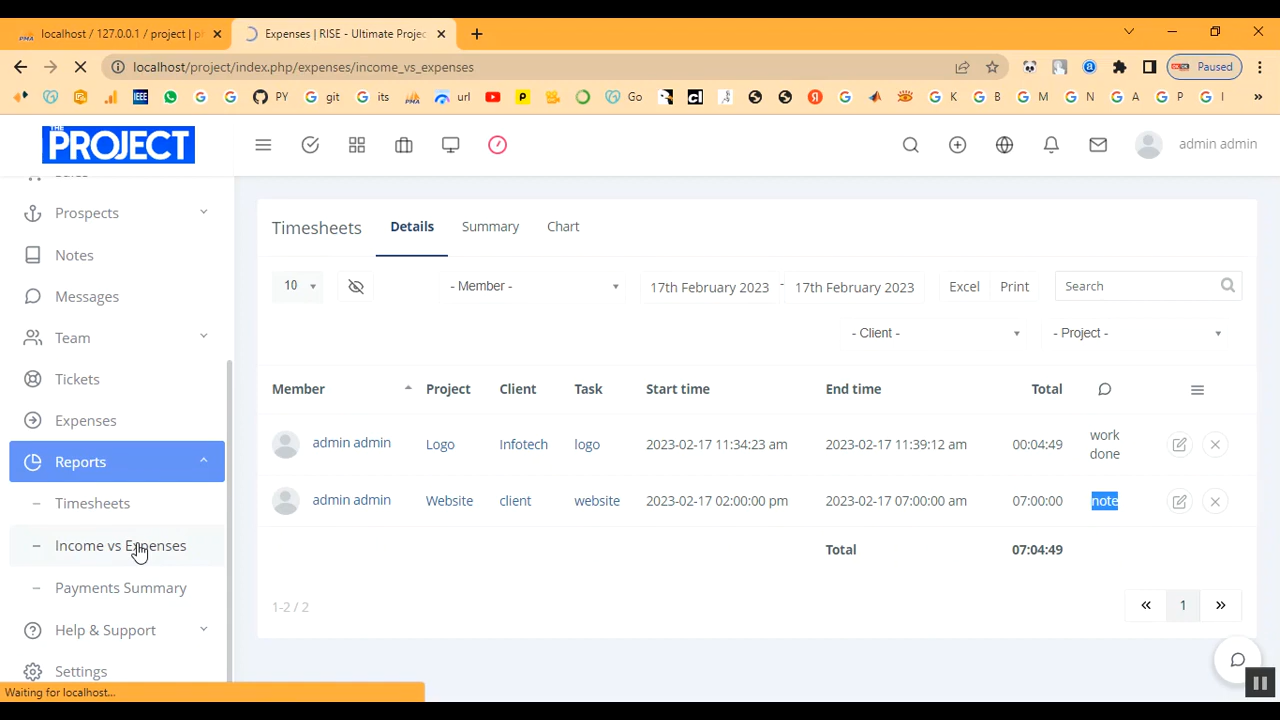 localhost / 127.0.0.1 / project | p
Expenses | RISE - Ultimate Projec
localhost/project/index.php/expenses/income_vs_expenses
Paused
IEEE
PY
git
its
url
Go
K
B
M
N
A
P
I
»
THE
PROJECT
admin admin
Sales
Prospects
Notes
Messages
Team
Tickets
Expenses
Reports
Timesheets
Income vs Expenses
Payments Summary
Help & Support
Settings
Waiting for localhost...
Timesheets Details Summary Chart
10 - Member - 17th February 2023 - 17th February 2023 Excel Print Search
- Client - - Project -
Member Project Client Task Start time End time Total
admin admin Logo Infotech logo 2023-02-17 11:34:23 am 2023-02-17 11:39:12 am 00:04:49 work
done
admin admin Website client website 2023-02-17 02:00:00 pm 2023-02-17 07:00:00 am 07:00:00 note
Total 07:04:49
1-2 / 2 « 1 »